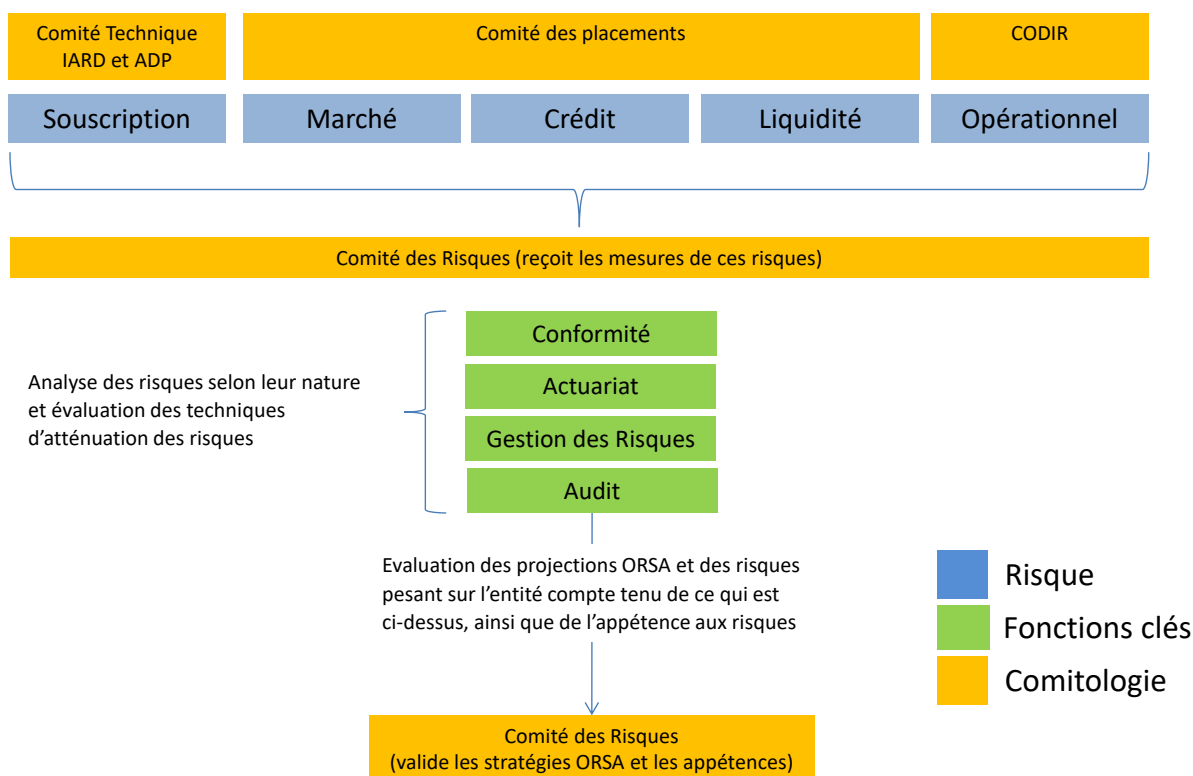 Comité Technique
IARD et ADP
Comité des placements
CODIR
Souscription
Marché
Crédit
Liquidité
Opérationnel
Comité des Risques (reçoit les mesures de ces risques)
Analyse des risques selon leur nature
et évaluation des techniques
d’atténuation des risques
Conformité
Actuariat
Gestion des Risques
Audit
Evaluation des projections ORSA et des risques
pesant sur l’entité compte tenu de ce qui est
ci-dessus, ainsi que de l’appétence aux risques
Risque
Fonctions clés
Comitologie
Comité des Risques
(valide les stratégies ORSA et les appétences)